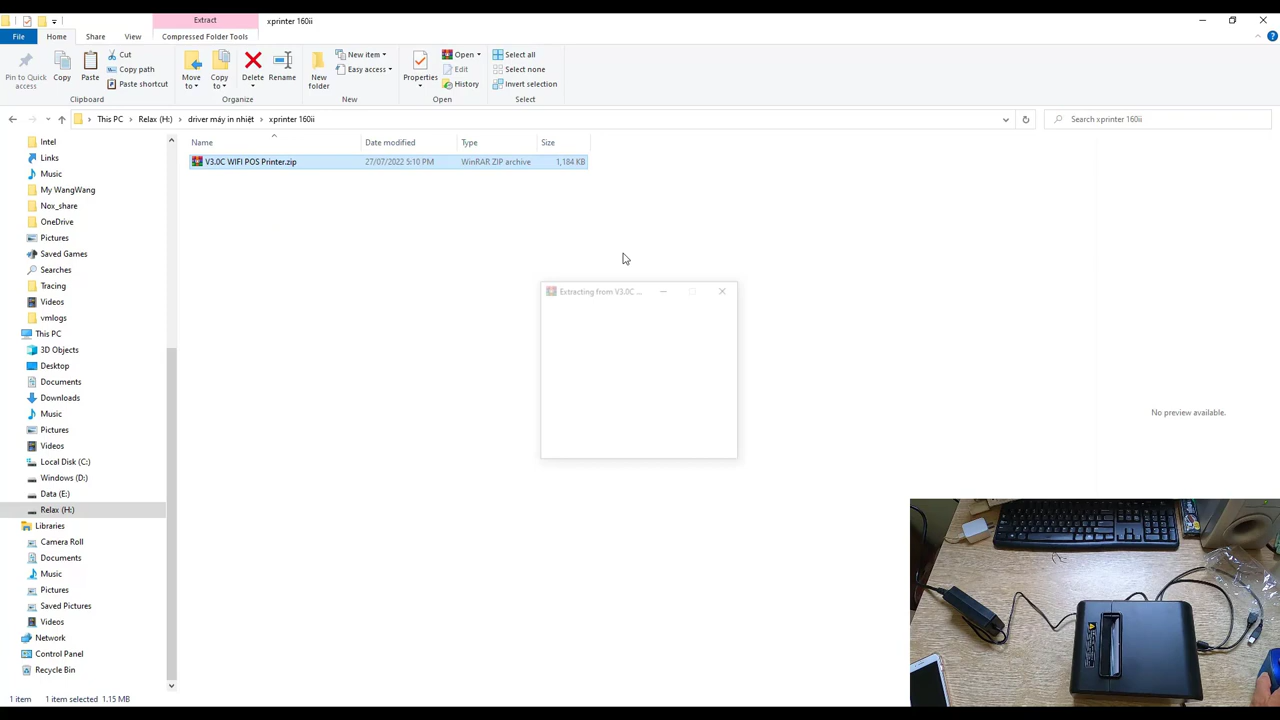 Extract
xprinter 160ii
File
Home
Share
View
Compressed Folder Tools
Pin to Quick access
Copy
Paste
Cut
Copy path
Paste shortcut
Move to
Copy to
Delete
Rename
New folder
New item
Easy access
Properties
Open
Edit
History
Select all
Select none
Invert selection
Clipboard
Organize
New
Open
Select
This PC
Relax (H:)
driver máy in nhiệt
xprinter 160ii
Search xprinter 160ii
Name
Date modified
Type
Size
V3.0C WIFI POS Printer.zip
27/07/2022 5:10 PM
WinRAR ZIP archive
1,184 KB
Intel
Links
Music
My WangWang
Nox_share
OneDrive
Pictures
Saved Games
Searches
Tracing
Videos
vmlogs
This PC
3D Objects
Desktop
Documents
Downloads
Music
Pictures
Videos
Local Disk (C:)
Windows (D:)
Data (E:)
Relax (H:)
Libraries
Camera Roll
Documents
Music
Pictures
Saved Pictures
Videos
Network
Control Panel
Recycle Bin
Extracting from V3.0C ...
No preview available.
1 item
1 item selected
1.15 MB